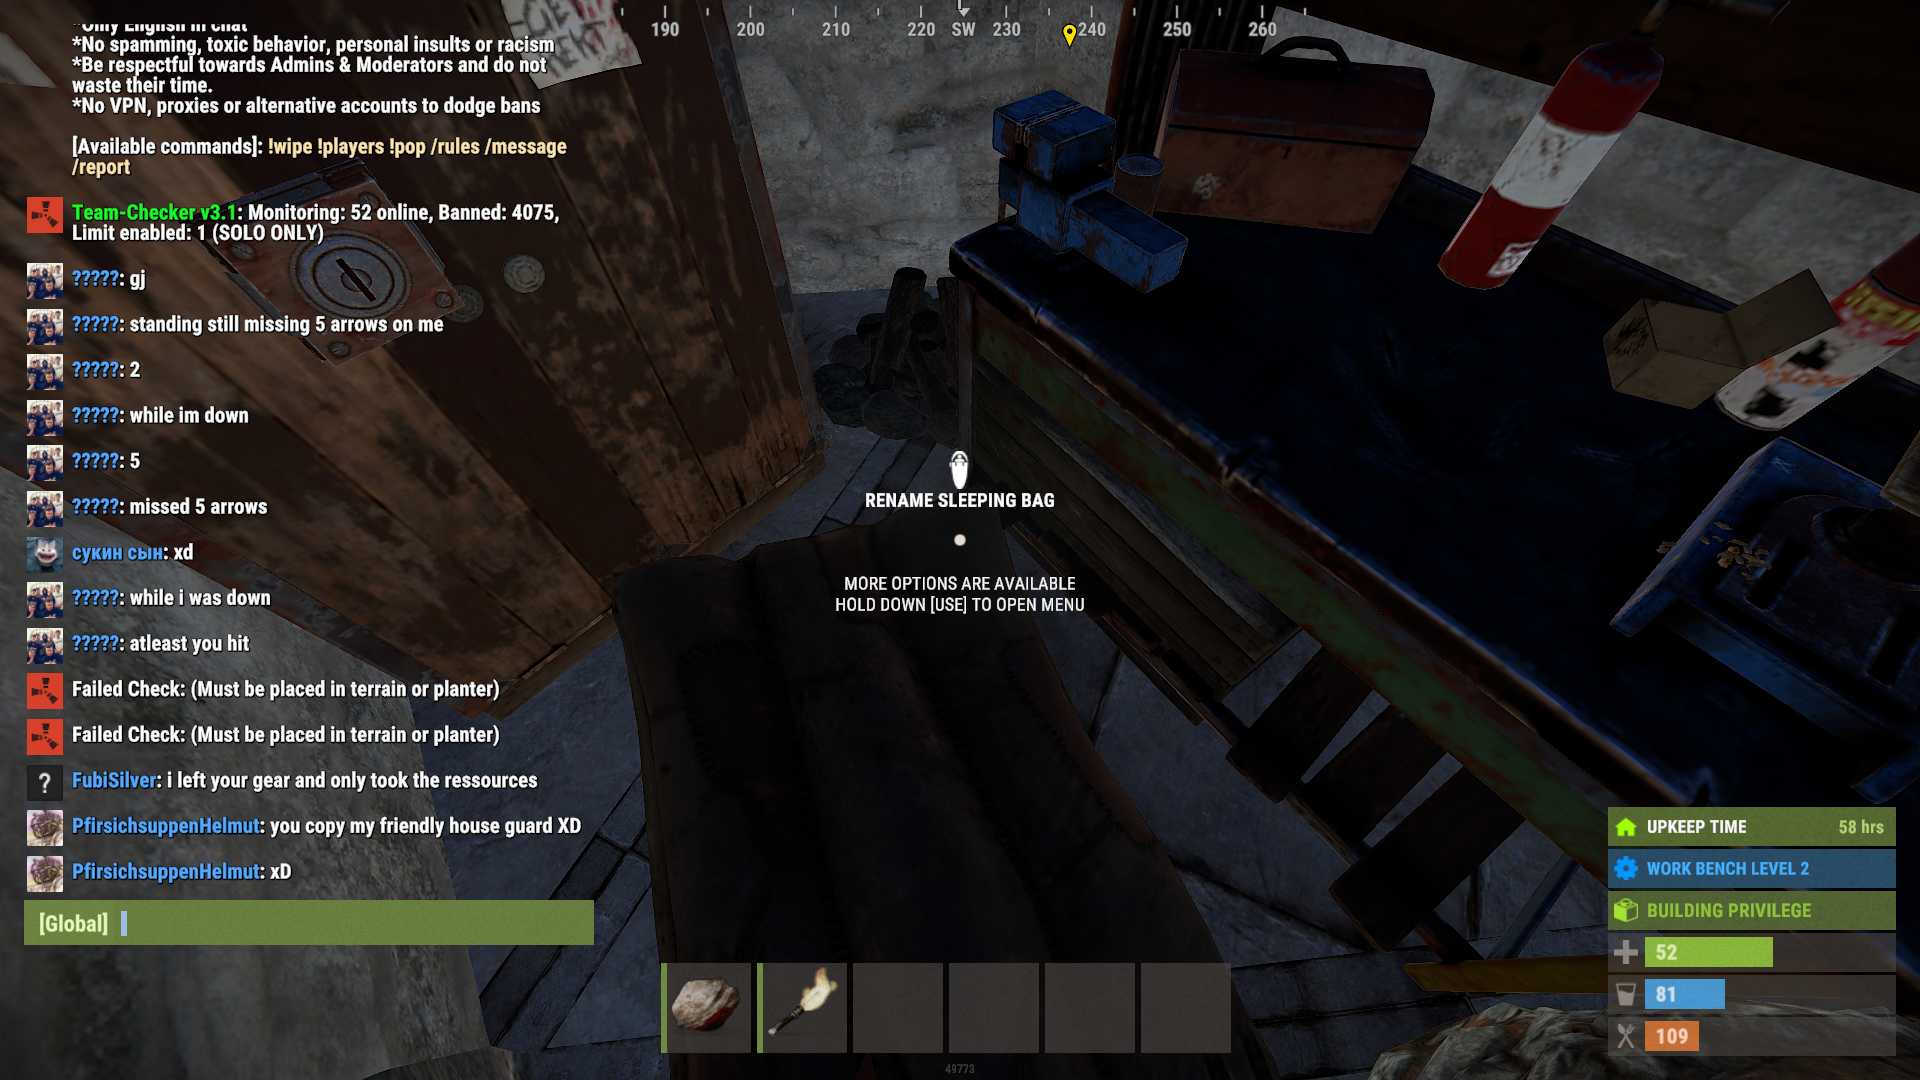 190 200 210 220 SW 230 240 250 260
*Only English in chat
*No spamming, toxic behavior, personal insults or racism
*Be respectful towards Admins & Moderators and do not
waste their time.
*No VPN, proxies or alternative accounts to dodge bans
[Available commands]: !wipe !players !pop /rules /message
/report
Team-Checker v3.1: Monitoring: 52 online, Banned: 4075,
Limit enabled: 1 (SOLO ONLY)
?????: gj
?????: standing still missing 5 arrows on me
?????: 2
?????: while im down
?????: 5
?????: missed 5 arrows
сукин сын: xd
?????: while i was down
?????: atleast you hit
Failed Check: (Must be placed in terrain or planter)
Failed Check: (Must be placed in terrain or planter)
? FubiSilver: i left your gear and only took the ressources
PfirsichsuppenHelmut: you copy my friendly house guard XD
PfirsichsuppenHelmut: xD
[Global]
RENAME SLEEPING BAG
MORE OPTIONS ARE AVAILABLE
HOLD DOWN [USE] TO OPEN MENU
UPKEEP TIME 58 hrs
WORK BENCH LEVEL 2
BUILDING PRIVILEGE
52
81
109
49773